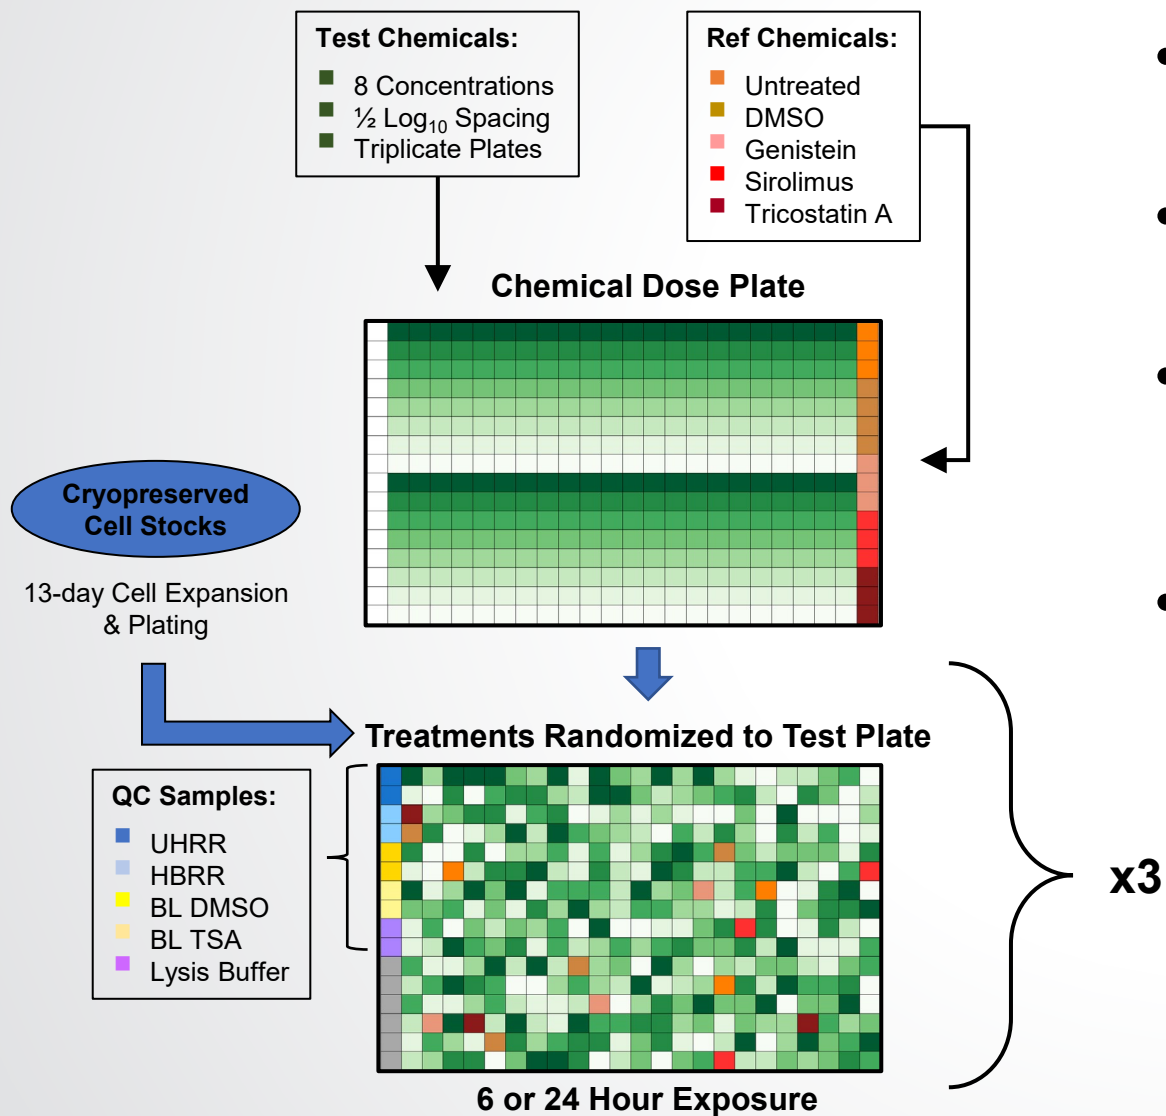 Test Chemicals:
8 Concentrations
½ Log₁₀ Spacing
Triplicate Plates
Ref Chemicals:
Untreated
DMSO
Genistein
Sirolimus
Tricostatin A
Chemical Dose Plate
Cryopreserved
Cell Stocks
13-day Cell Expansion
& Plating
Treatments Randomized to Test Plate
QC Samples:
UHRR
HBRR
BL DMSO
BL TSA
Lysis Buffer
x3
6 or 24 Hour Exposure